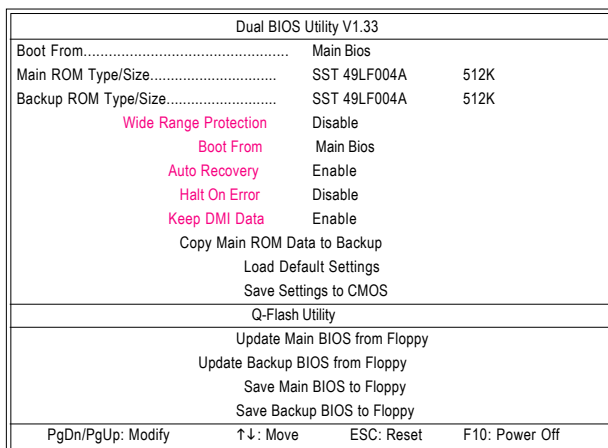 Dual BIOS Utility V1.33
Boot From................................................. Main Bios
Main ROM Type/Size.............................. SST 49LF004A 512K
Backup ROM Type/Size.......................... SST 49LF004A 512K
Wide Range Protection Disable
Boot From Main Bios
Auto Recovery Enable
Halt On Error Disable
Keep DMI Data Enable
Copy Main ROM Data to Backup
Load Default Settings
Save Settings to CMOS
Q-Flash Utility
Update Main BIOS from Floppy
Update Backup BIOS from Floppy
Save Main BIOS to Floppy
Save Backup BIOS to Floppy
PgDn/PgUp: Modify ↑↓: Move ESC: Reset F10: Power Off